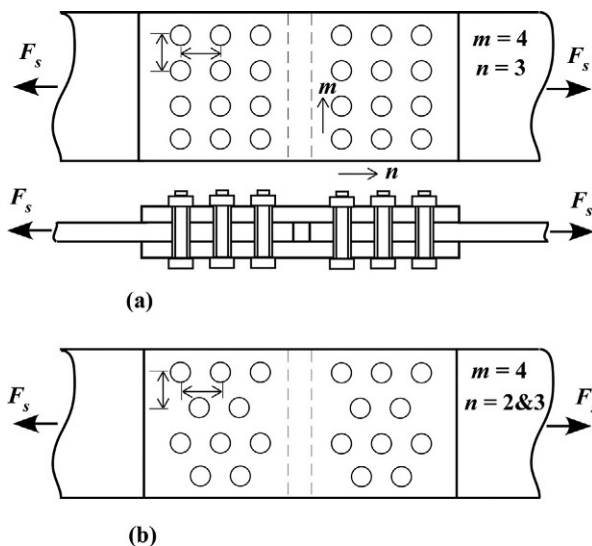 F_s
m = 4
n = 3
F_s
m
n
F_s
F_s
(a)
F_s
m = 4
n = 2&3
F
(b)